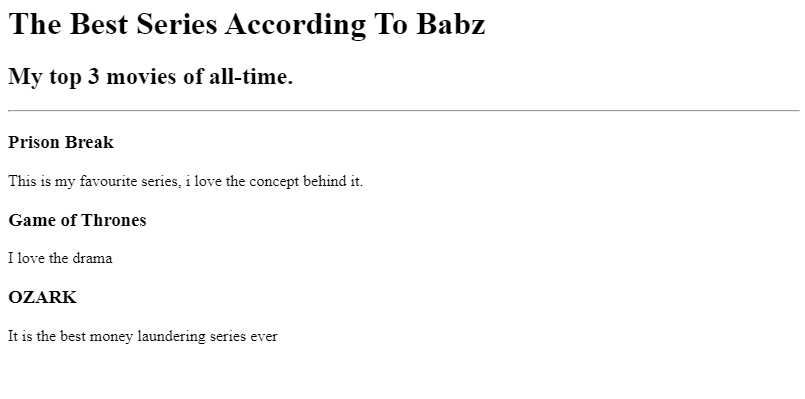 The Best Series According To Babz
My top 3 movies of all-time.
Prison Break
This is my favourite series, i love the concept behind it.
Game of Thrones
I love the drama
OZARK
It is the best money laundering series ever